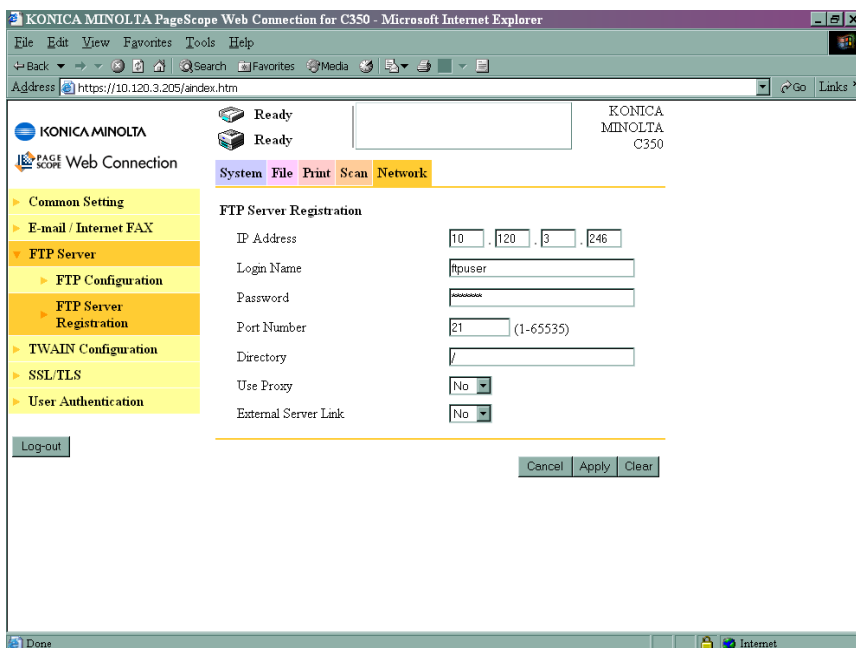 KONICA MINOLTA PageScope Web Connection for C350 - Microsoft Internet Explorer
File Edit View Favorites Tools Help
Back Search Favorites Media
Address https://10.120.3.205/aindex.htm Go Links
KONICA MINOLTA
PAGE SCOPE Web Connection
Ready
Ready
KONICA
MINOLTA
C350
System File Print Scan Network
Common Setting
E-mail / Internet FAX
FTP Server
FTP Configuration
FTP Server
Registration
TWAIN Configuration
SSL/TLS
User Authentication
Log-out
FTP Server Registration
IP Address 10 . 120 . 3 . 246
Login Name ftpuser
Password *******
Port Number 21 (1-65535)
Directory /
Use Proxy No
External Server Link No
Cancel Apply Clear
Done Internet